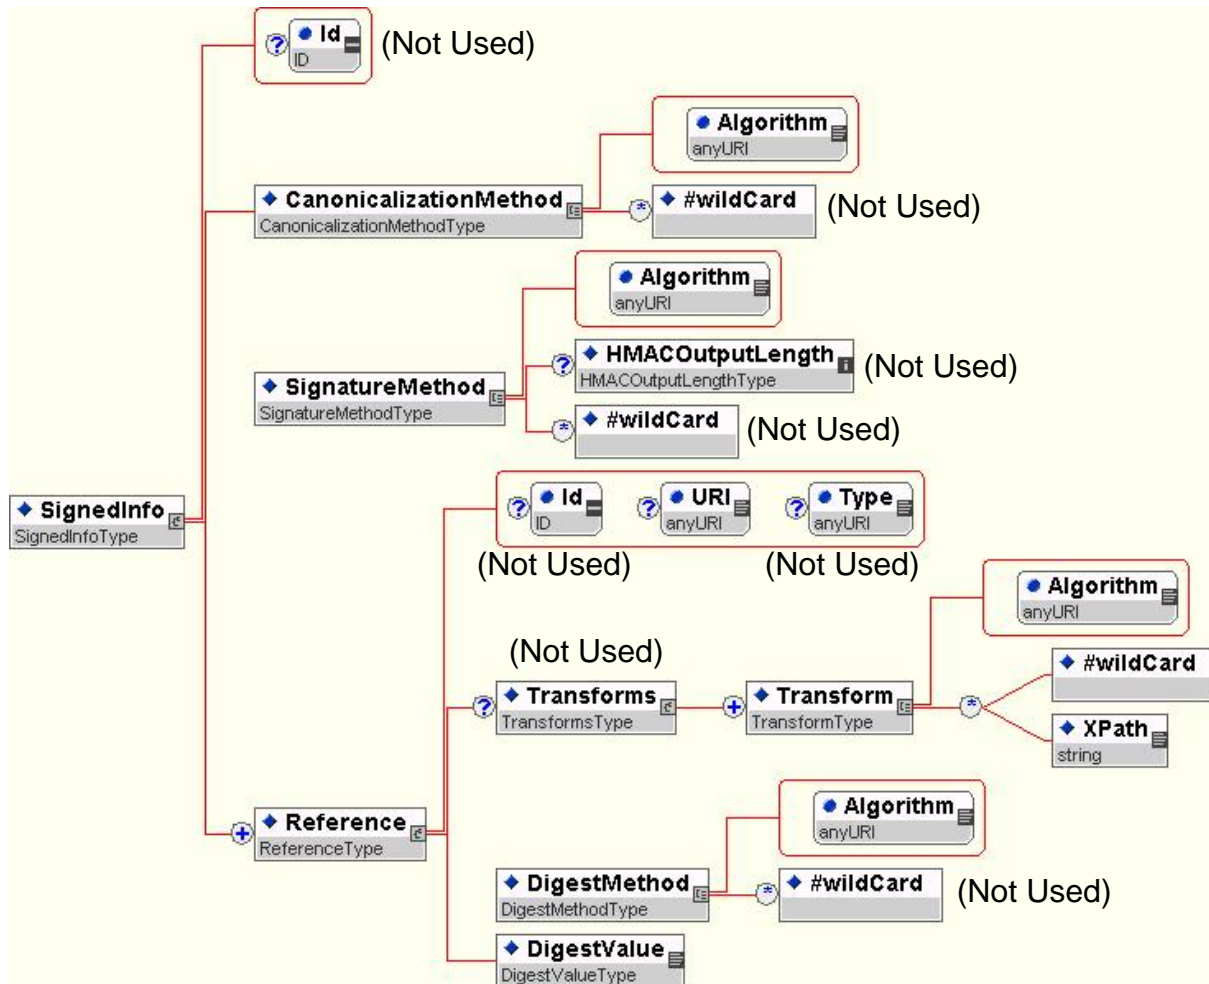 ? Id (Not Used)
ID
Algorithm
anyURI
CanonicalizationMethod
CanonicalizationMethodType
* #wildCard (Not Used)
Algorithm
anyURI
SignatureMethod
SignatureMethodType
? HMACOutputLength (Not Used)
HMACOutputLengthType
* #wildCard (Not Used)
SignedInfo
SignedInfoType
? Id ? URI ? Type
ID anyURI anyURI
(Not Used) (Not Used)
(Not Used)
? Transforms + Transform
TransformsType TransformType
Algorithm
anyURI
* #wildCard
XPath
string
+ Reference
ReferenceType
Algorithm
anyURI
DigestMethod * #wildCard (Not Used)
DigestMethodType
DigestValue
DigestValueType